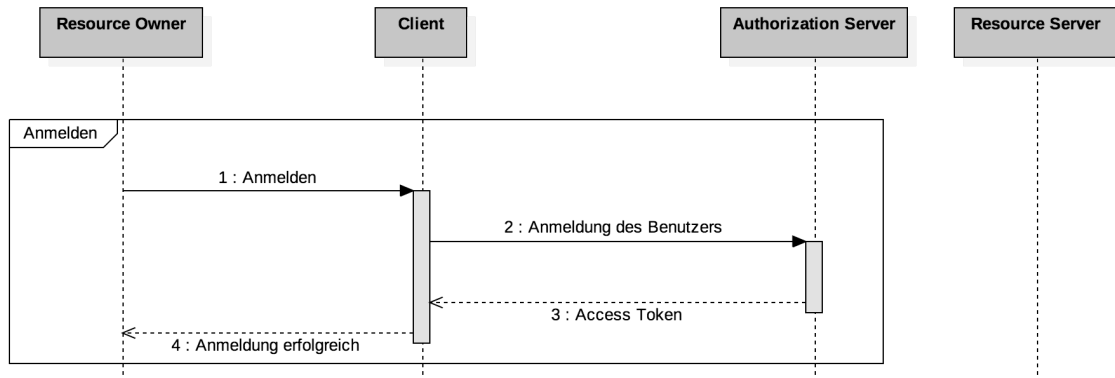 Resource Owner
Client
Authorization Server
Resource Server
Anmelden
1 : Anmelden
2 : Anmeldung des Benutzers
3 : Access Token
4 : Anmeldung erfolgreich